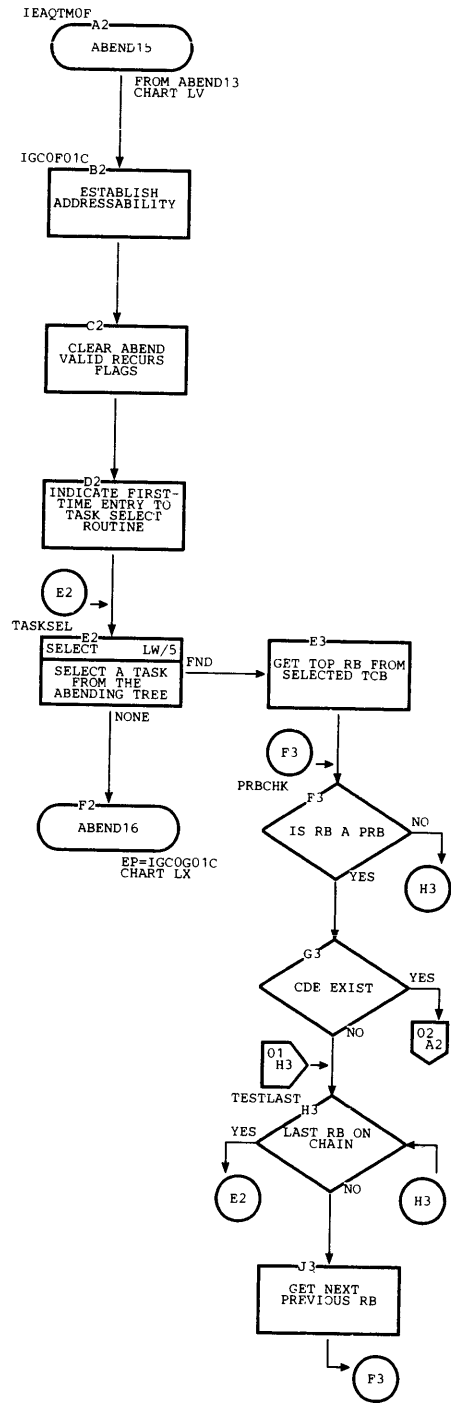 IEAQTM0F
A2
ABEND15
FROM ABEND13
CHART LV
IGC0F01C
B2
ESTABLISH
ADDRESSABILITY
C2
CLEAR ABEND
VALID RECURS
FLAGS
D2
INDICATE FIRST-
TIME ENTRY TO
TASK SELECT
ROUTINE
E2
TASKSEL
E2
SELECT LW/5
SELECT A TASK
FROM THE
ABENDING TREE
FND
NONE
E3
GET TOP RB FROM
SELECTED TCB
F3
PRBCHK
F3
IS RB A PRB
NO
H3
YES
F2
ABEND16
EP=IGC0G01C
CHART LX
G3
CDE EXIST
YES
02
A2
NO
01
H3
TESTLAST
H3
LAST RB ON
CHAIN
YES
E2
NO
H3
J3
GET NEXT
PREVIOUS RB
F3